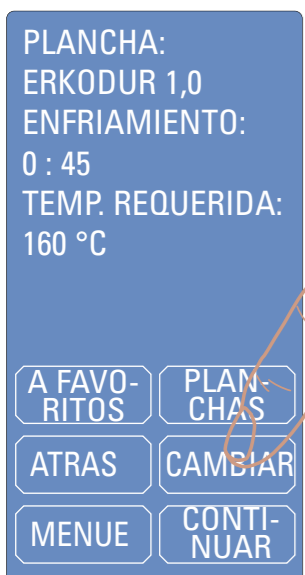 PLANCHA:
ERKODUR 1,0
ENFRIAMIENTO:
0 : 45
TEMP. REQUERIDA:
160 °C
A FAVO-
RITOS
PLAN-
CHAS
ATRAS
CAMBIAR
MENUE
CONTI-
NUAR